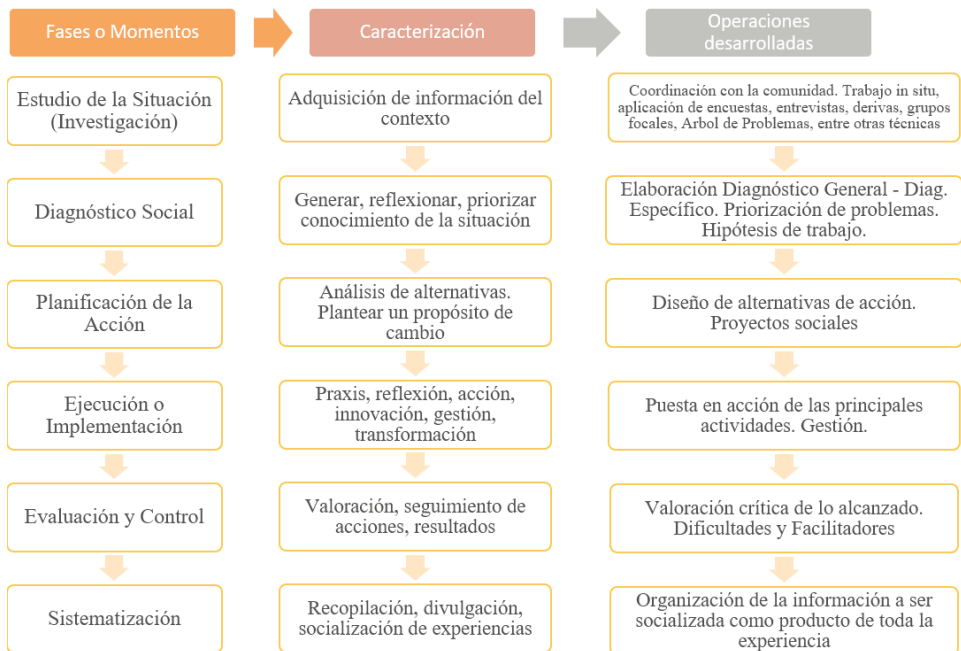 Fases o Momentos
Caracterización
Operaciones
desarrolladas
Estudio de la Situación
(Investigación)
Adquisición de información del
contexto
Coordinación con la comunidad. Trabajo in situ,
aplicación de encuestas, entrevistas, derivas, grupos
focales, Arbol de Problemas, entre otras técnicas
Diagnóstico Social
Generar, reflexionar, priorizar
conocimiento de la situación
Elaboración Diagnóstico General - Diag.
Específico. Priorización de problemas.
Hipótesis de trabajo.
Planificación de la
Acción
Análisis de alternativas.
Plantear un propósito de
cambio
Diseño de alternativas de acción.
Proyectos sociales
Ejecución o
Implementación
Praxis, reflexión, acción,
innovación, gestión,
transformación
Puesta en acción de las principales
actividades. Gestión.
Evaluación y Control
Valoración, seguimiento de
acciones, resultados
Valoración crítica de lo alcanzado.
Dificultades y Facilitadores
Sistematización
Recopilación, divulgación,
socialización de experiencias
Organización de la información a ser
socializada como producto de toda la
experiencia